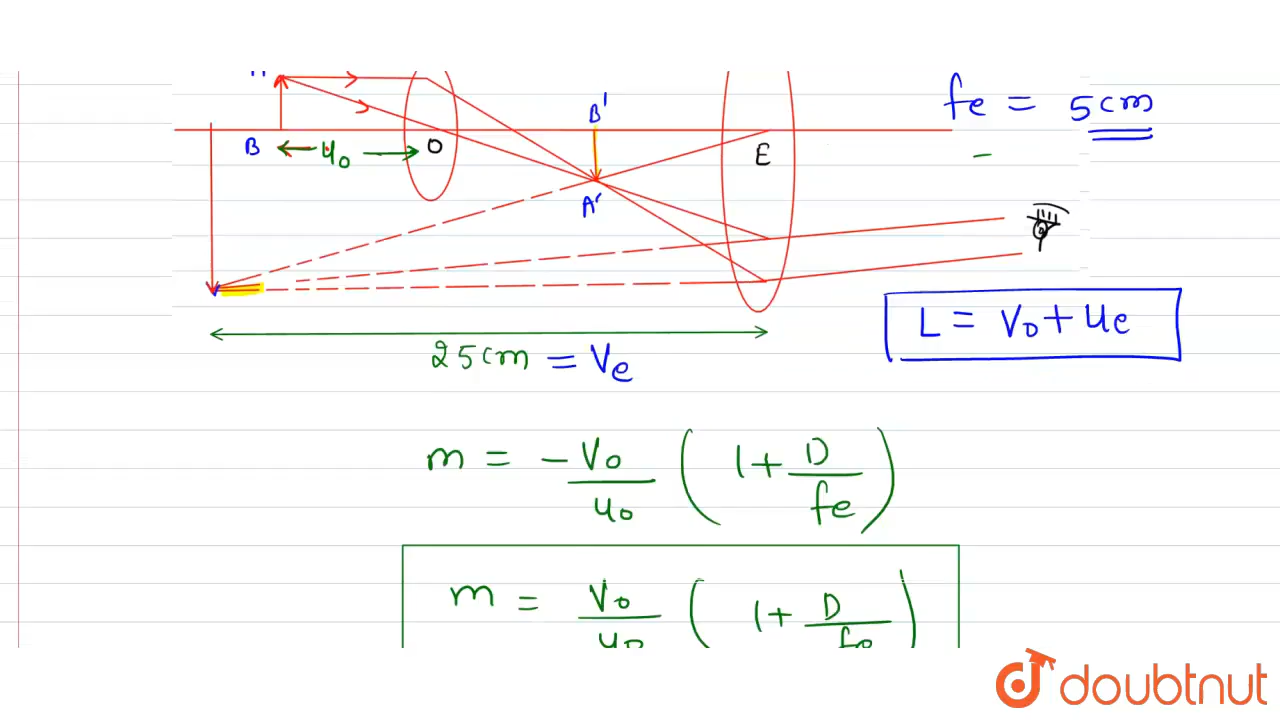 fe = 5cm
B'
B u₀ O E
–
A'
L = V₀ + Ue
25cm = Ve
m = -V₀/u₀ (1 + D/fe)
m = V₀/u₀ (1 + D/fe)
doubtnut